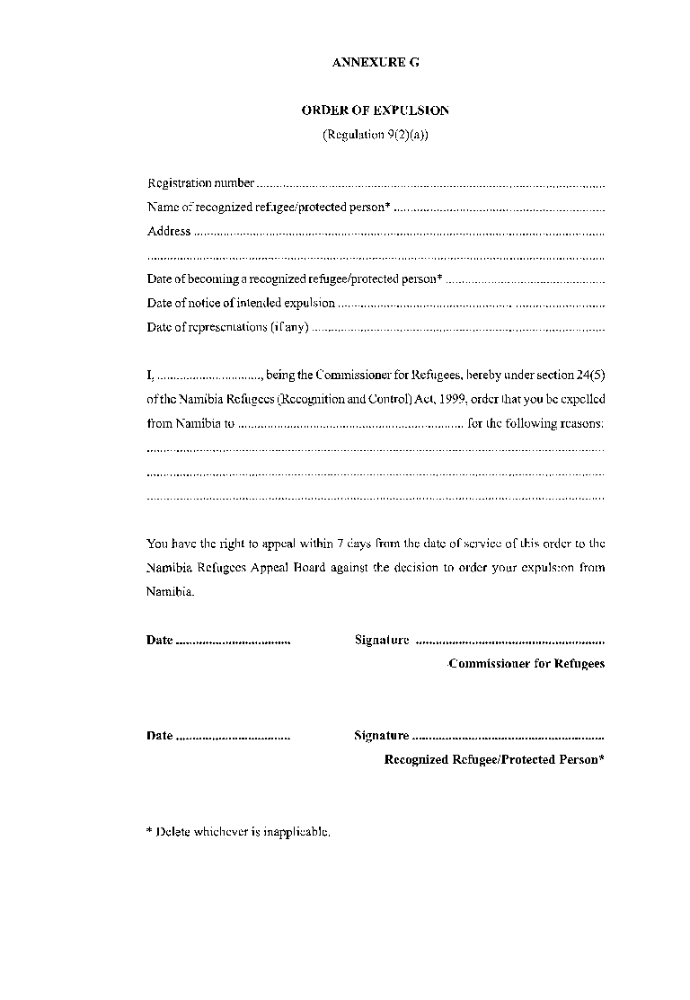 ANNEXURE G
ORDER OF EXPULSION
(Regulation 9(2)(a))
Registration number ..........................................................................................................
Name of recognized refugee/protected person* ................................................................
Address .............................................................................................................................
...........................................................................................................................................
Date of becoming a recognized refugee/protected person* ................................................
Date of notice of intended expulsion .................................................................................
Date of representations (if any) .........................................................................................
I, ..............................., being the Commissioner for Refugees, hereby under section 24(5)
of the Namibia Refugees (Recognition and Control) Act, 1999, order that you be expelled
from Namibia to .................................................................... for the following reasons:
...........................................................................................................................................
...........................................................................................................................................
...........................................................................................................................................
You have the right to appeal within 7 days from the date of service of this order to the
Namibia Refugees Appeal Board against the decision to order your expulsion from
Namibia.
Date .................................. Signature .........................................................
Commissioner for Refugees
Date .................................. Signature .........................................................
Recognized Refugee/Protected Person*
* Delete whichever is inapplicable.